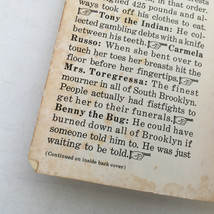 in that order.
weighed 425 pounds and al-
ways took off his clothes to eat.
Tony the Indian: He col-
lected gambling debts with a knife
between his teeth.
Carmela
Russo: When she bent over to
touch her toes her breasts hit the
floor before her fingertips.
Mrs. Toregressa: The finest
mourner in all of South Brooklyn.
People actually had fistfights to
get her to their funerals.
Benny the Bug: He could have
burned down all of Brooklyn if
someone told him to. He was just
waiting to be told.
(Continued on inside back cover)